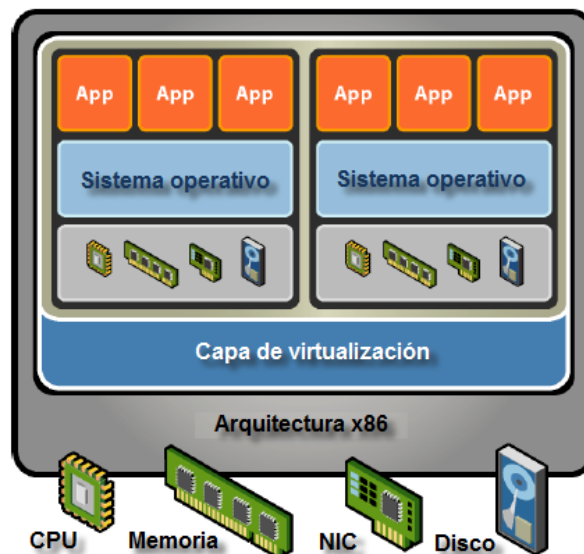 App App App App App App
Sistema operativo Sistema operativo
Capa de virtualización
Arquitectura x86
CPU Memoria NIC Disco